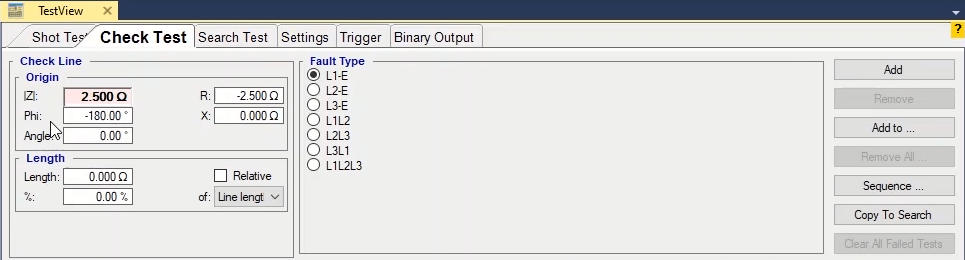 TestView ×
?
Shot Test Check Test Search Test Settings Trigger Binary Output
Check Line
Origin
|Z|: 2.500 Ω R: -2.500 Ω
Phi: -180.00 ° X: 0.000 Ω
Angle: 0.00 °
Length
Length: 0.000 Ω Relative
%: 0.00 % of: Line lengt
Fault Type
L1-E
L2-E
L3-E
L1L2
L2L3
L3L1
L1L2L3
Add
Remove
Add to ...
Remove All ...
Sequence ...
Copy To Search
Clear All Failed Tests